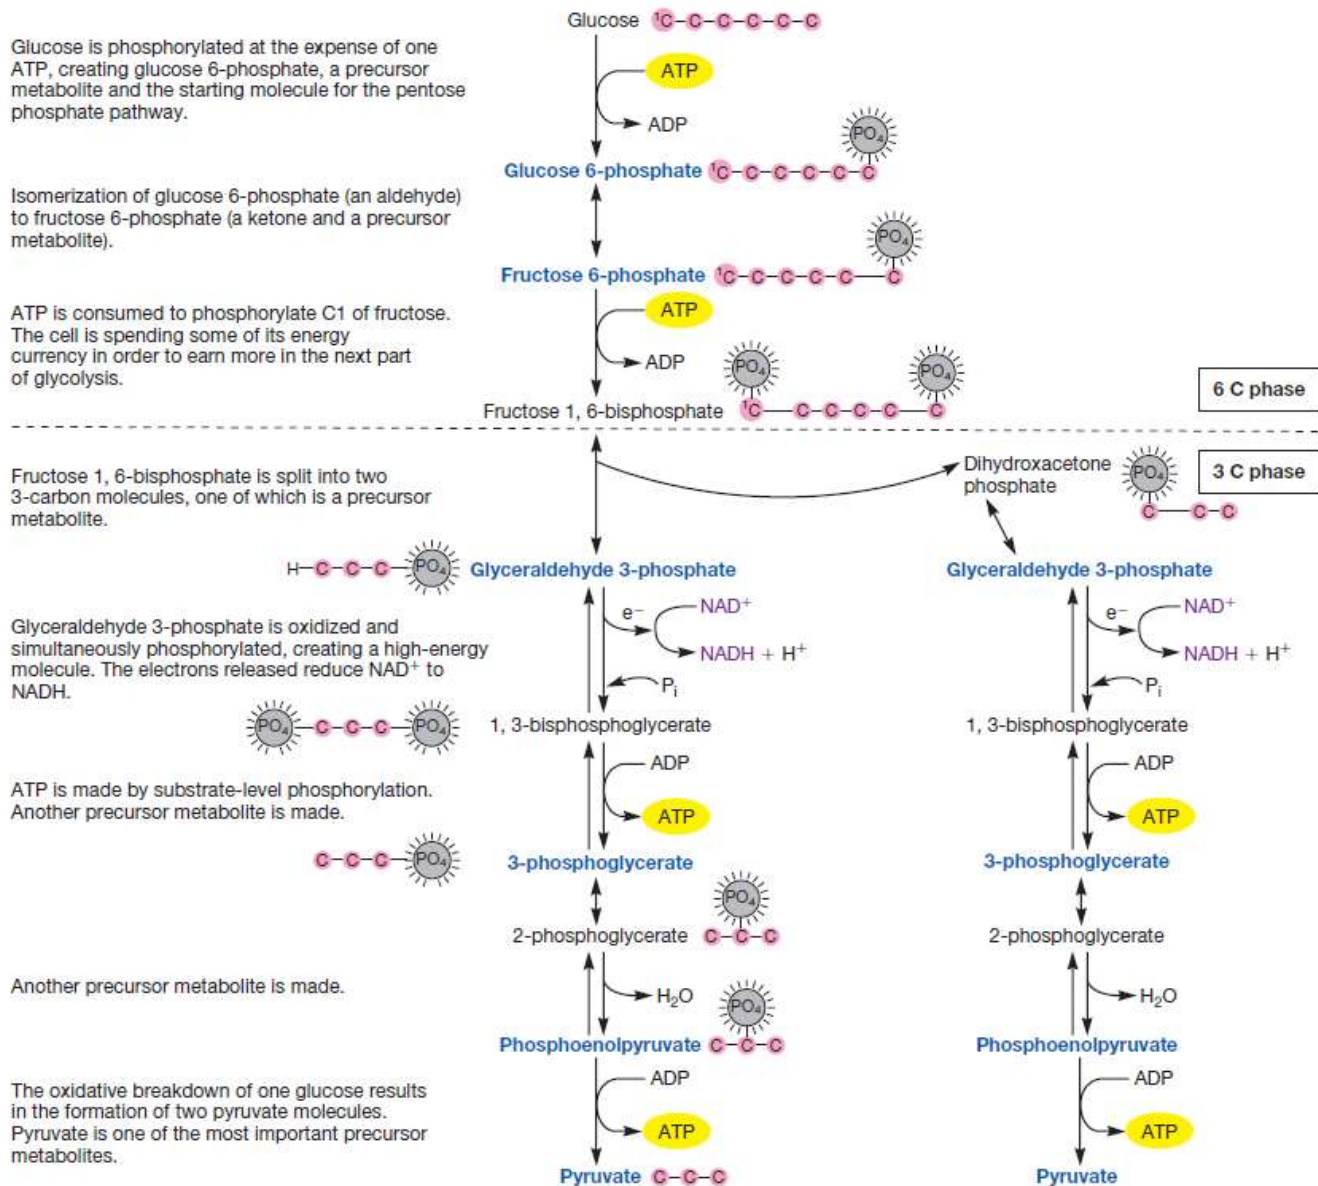 Glucose ¹C-C-C-C-C-C
Glucose is phosphorylated at the expense of one
ATP, creating glucose 6-phosphate, a precursor
metabolite and the starting molecule for the pentose
phosphate pathway.
ATP
ADP
PO₄
Glucose 6-phosphate ¹C-C-C-C-C-C
Isomerization of glucose 6-phosphate (an aldehyde)
to fructose 6-phosphate (a ketone and a precursor
metabolite).
PO₄
Fructose 6-phosphate ¹C-C-C-C-C-C
ATP is consumed to phosphorylate C1 of fructose.
The cell is spending some of its energy
currency in order to earn more in the next part
of glycolysis.
ATP
ADP
PO₄ PO₄
Fructose 1, 6-bisphosphate ¹C-C-C-C-C-C
6 C phase
3 C phase
Fructose 1, 6-bisphosphate is split into two
3-carbon molecules, one of which is a precursor
metabolite.
Dihydroxacetone
phosphate
PO₄
C-C-C
H-C-C-C-PO₄
Glyceraldehyde 3-phosphate Glyceraldehyde 3-phosphate
Glyceraldehyde 3-phosphate is oxidized and
simultaneously phosphorylated, creating a high-energy
molecule. The electrons released reduce NAD⁺ to
NADH.
e⁻ NAD⁺ e⁻ NAD⁺
NADH + H⁺ NADH + H⁺
Pᵢ Pᵢ
PO₄-C-C-C-PO₄
1, 3-bisphosphoglycerate 1, 3-bisphosphoglycerate
ATP is made by substrate-level phosphorylation.
Another precursor metabolite is made.
ADP ADP
ATP ATP
C-C-C-PO₄
3-phosphoglycerate 3-phosphoglycerate
PO₄
2-phosphoglycerate C-C-C 2-phosphoglycerate
Another precursor metabolite is made.
H₂O H₂O
PO₄
Phosphoenolpyruvate C-C-C Phosphoenolpyruvate
The oxidative breakdown of one glucose results
in the formation of two pyruvate molecules.
Pyruvate is one of the most important precursor
metabolites.
ADP ADP
ATP ATP
Pyruvate C-C-C Pyruvate